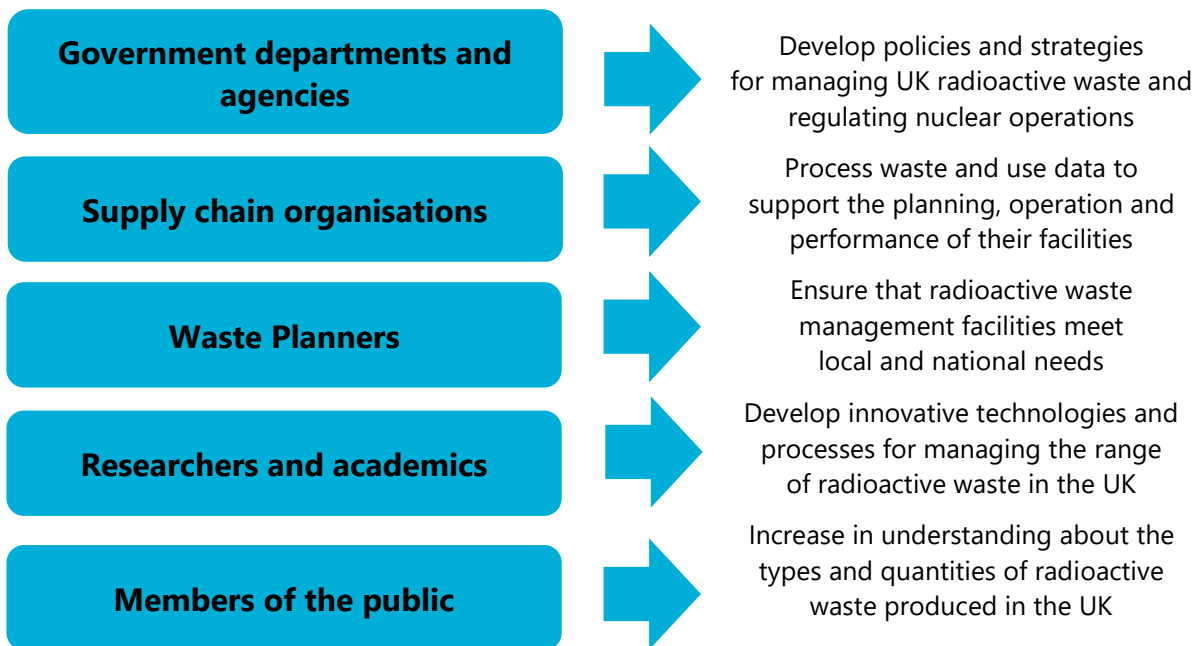 Government departments and
agencies
Develop policies and strategies
for managing UK radioactive waste and
regulating nuclear operations
Supply chain organisations
Process waste and use data to
support the planning, operation and
performance of their facilities
Waste Planners
Ensure that radioactive waste
management facilities meet
local and national needs
Researchers and academics
Develop innovative technologies and
processes for managing the range
of radioactive waste in the UK
Members of the public
Increase in understanding about the
types and quantities of radioactive
waste produced in the UK